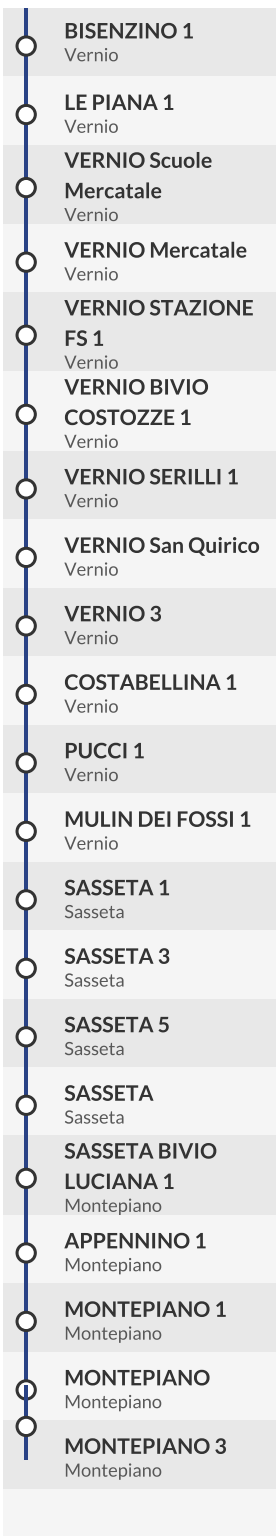 BISENZINO 1
Vernio
LE PIANA 1
Vernio
VERNIO Scuole
Mercatale
Vernio
VERNIO Mercatale
Vernio
VERNIO STAZIONE
FS 1
Vernio
VERNIO BIVIO
COSTOZZE 1
Vernio
VERNIO SERILLI 1
Vernio
VERNIO San Quirico
Vernio
VERNIO 3
Vernio
COSTABELLINA 1
Vernio
PUCCI 1
Vernio
MULIN DEI FOSSI 1
Vernio
SASSETA 1
Sasseta
SASSETA 3
Sasseta
SASSETA 5
Sasseta
SASSETA
Sasseta
SASSETA BIVIO
LUCIANA 1
Montepiano
APPENNINO 1
Montepiano
MONTEPIANO 1
Montepiano
MONTEPIANO
Montepiano
MONTEPIANO 3
Montepiano